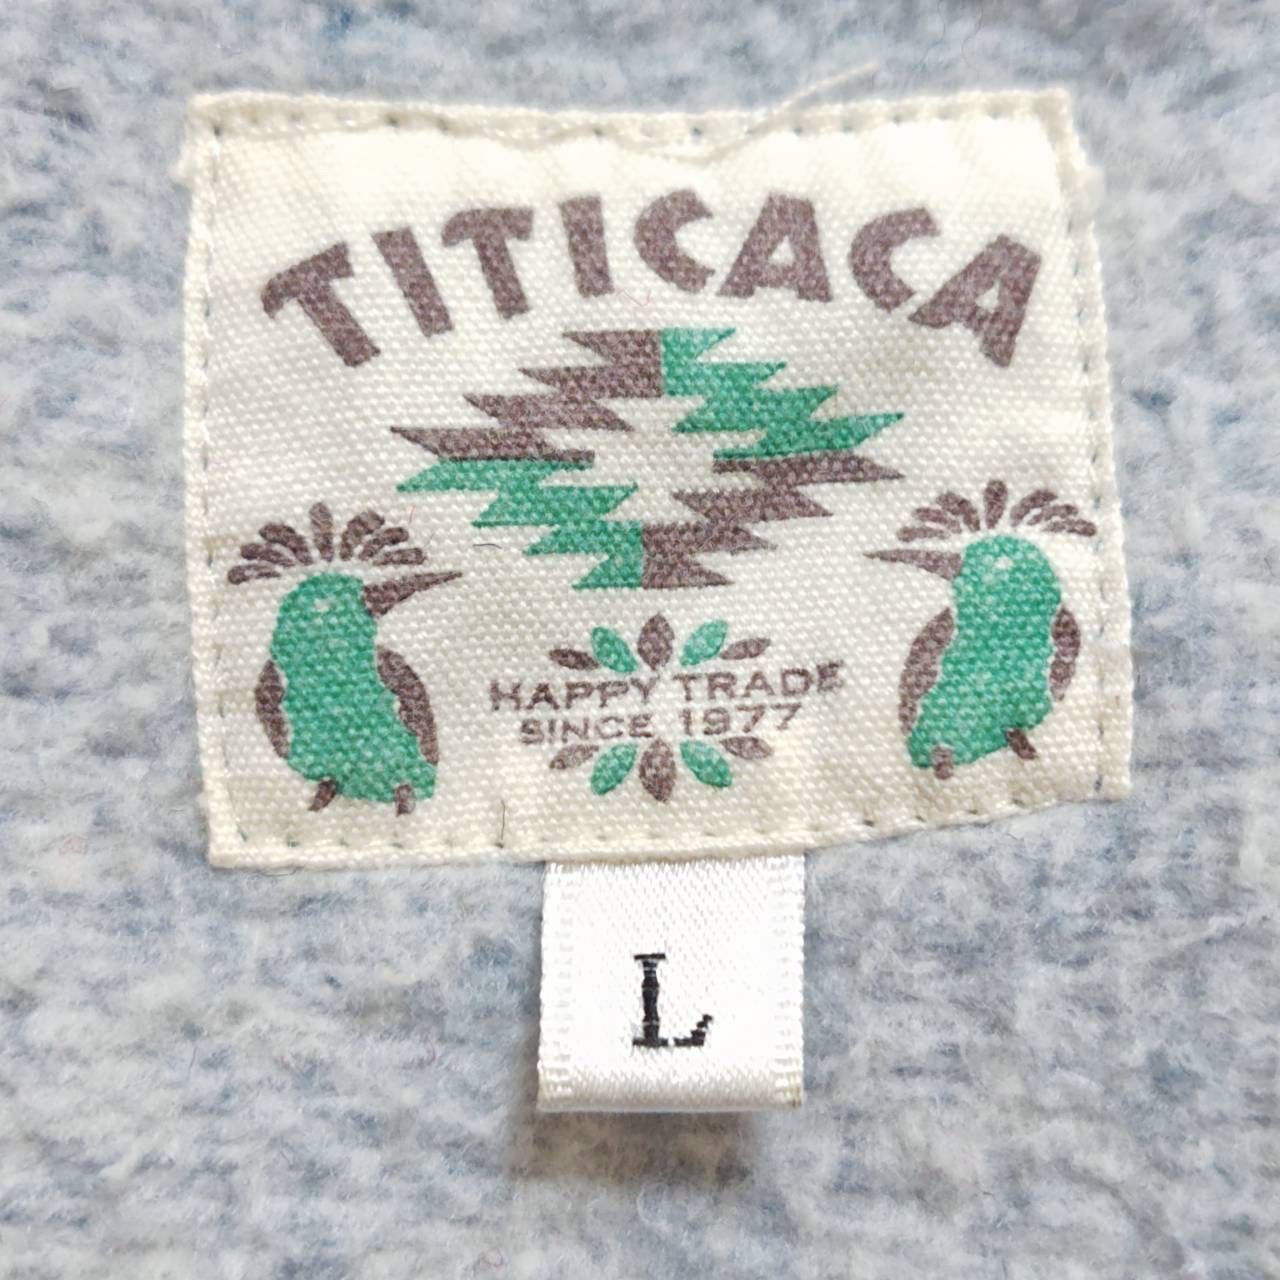 TITICACA
HAPPY TRADE
SINCE 1977
L